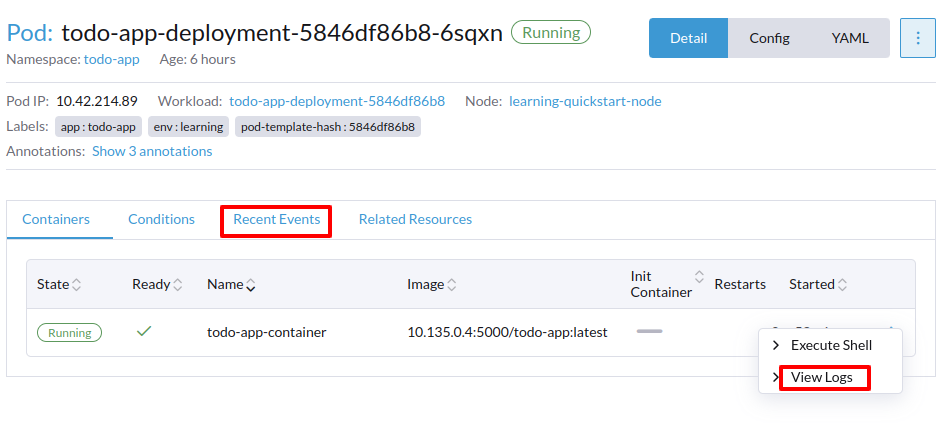 Pod: todo-app-deployment-5846df86b8-6sqxn Running
Detail Config YAML
Namespace: todo-app Age: 6 hours
Pod IP: 10.42.214.89 Workload: todo-app-deployment-5846df86b8 Node: learning-quickstart-node
Labels: app : todo-app env : learning pod-template-hash : 5846df86b8
Annotations: Show 3 annotations
Containers Conditions Recent Events Related Resources
State Ready Name Image Init Container Restarts Started
Running todo-app-container 10.135.0.4:5000/todo-app:latest
Execute Shell
View Logs